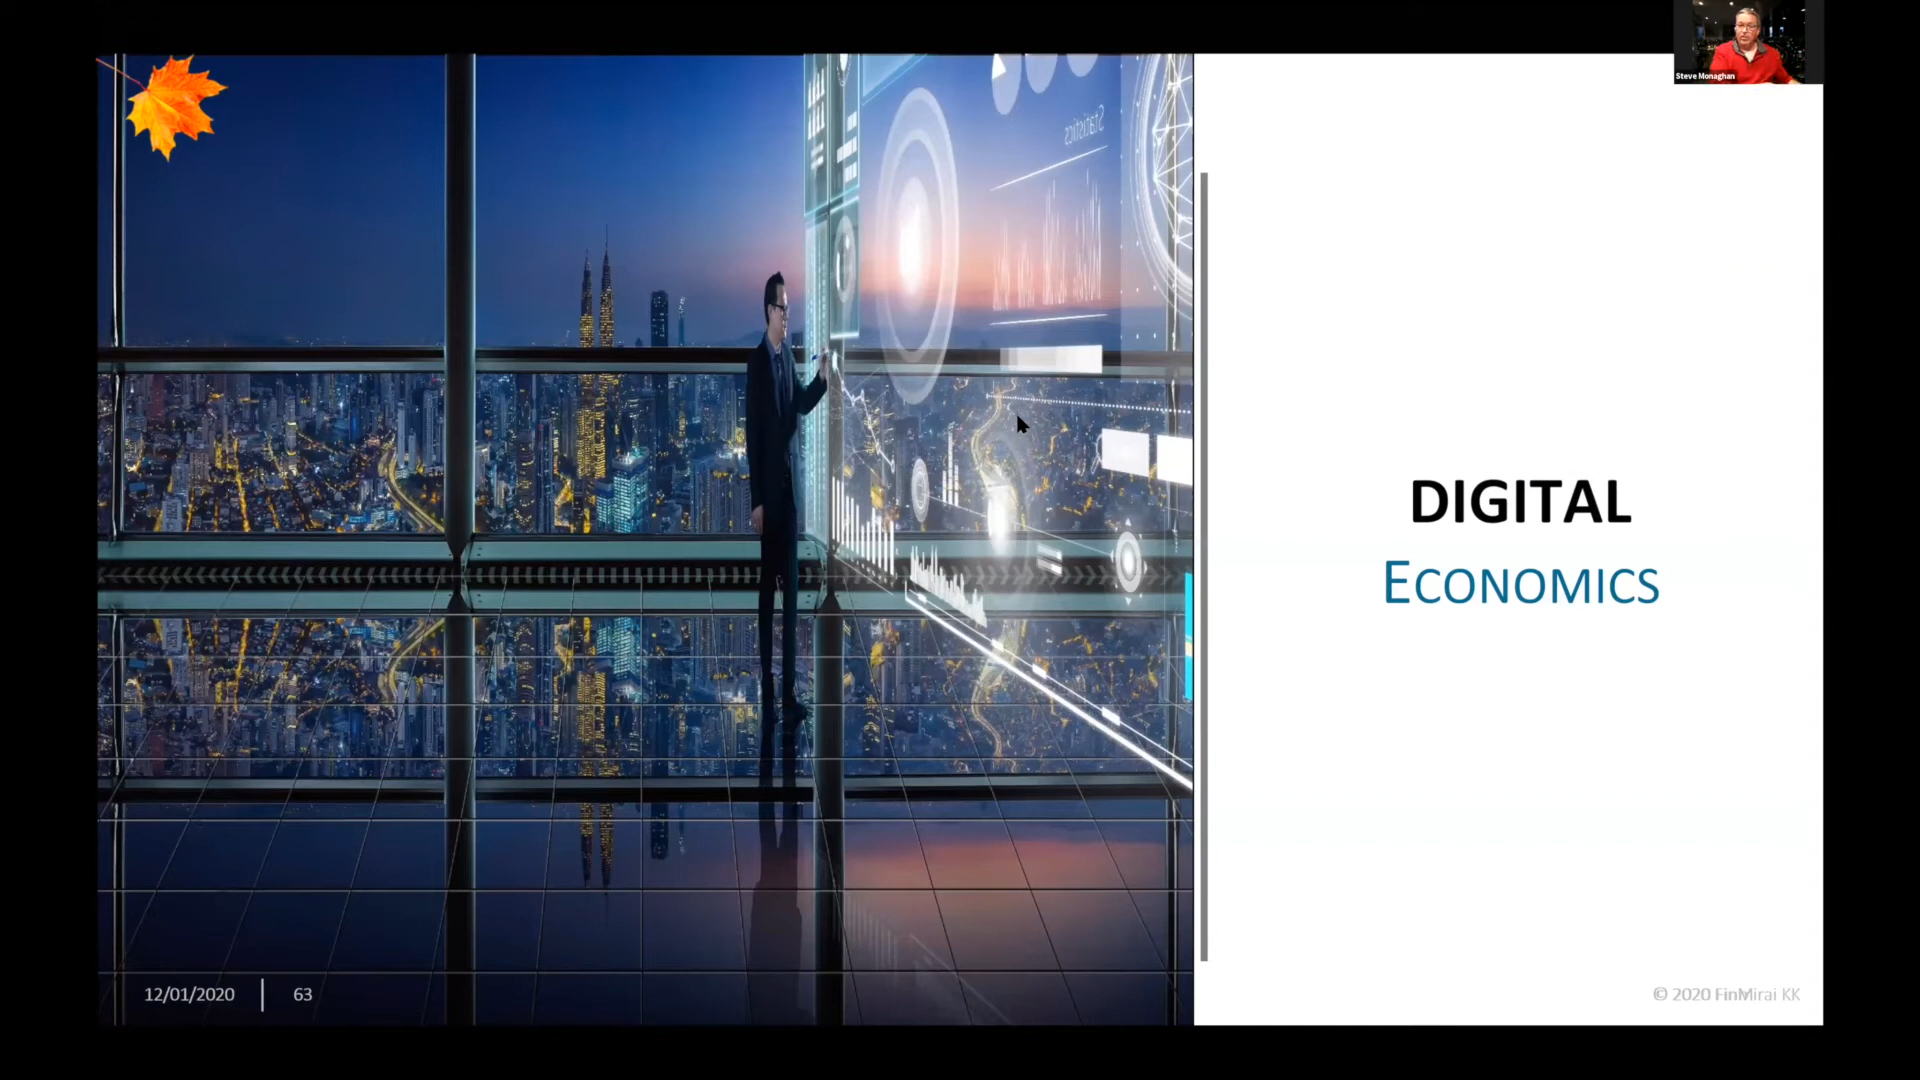 Steve Monaghan
Statistics
DIGITAL
ECONOMICS
12/01/2020 63
© 2020 FinMirai KK